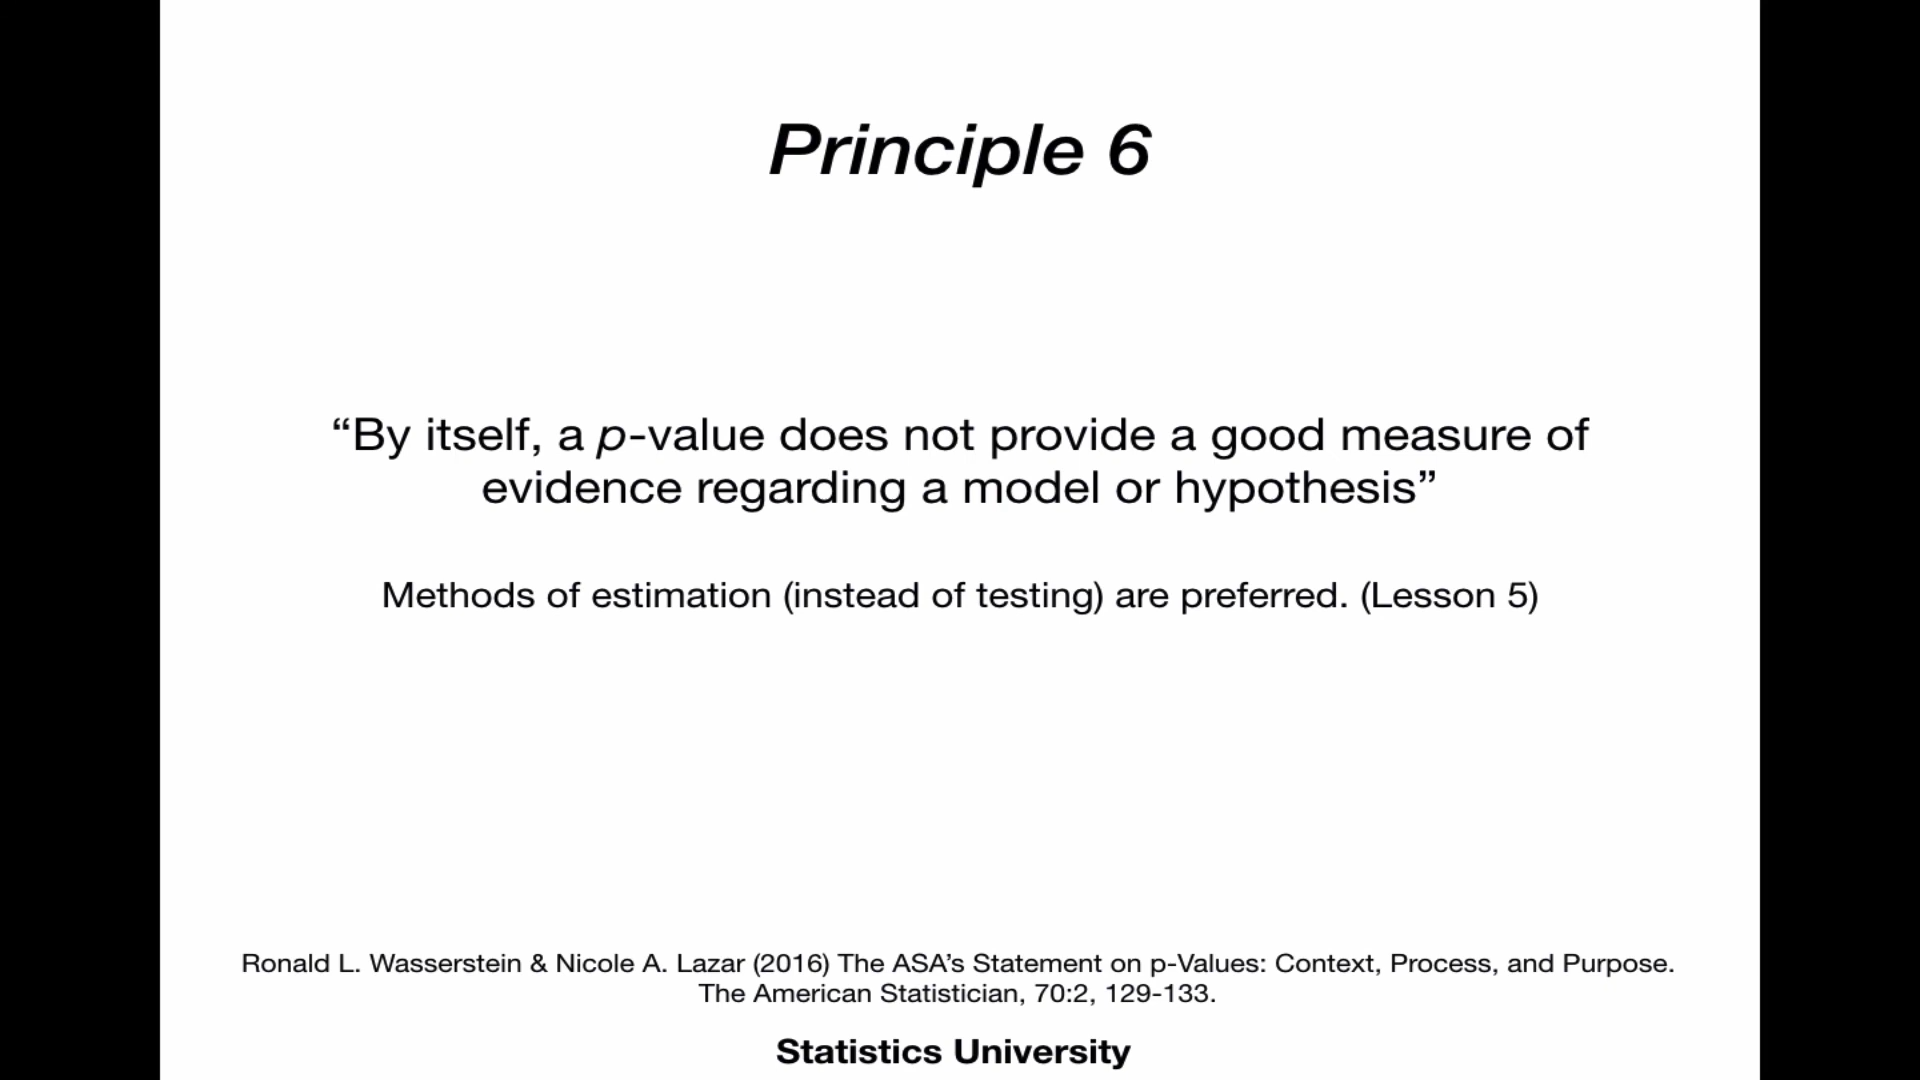 Principle 6
“By itself, a p-value does not provide a good measure of
evidence regarding a model or hypothesis”
Methods of estimation (instead of testing) are preferred. (Lesson 5)
Ronald L. Wasserstein & Nicole A. Lazar (2016) The ASA’s Statement on p-Values: Context, Process, and Purpose.
The American Statistician, 70:2, 129-133.
Statistics University